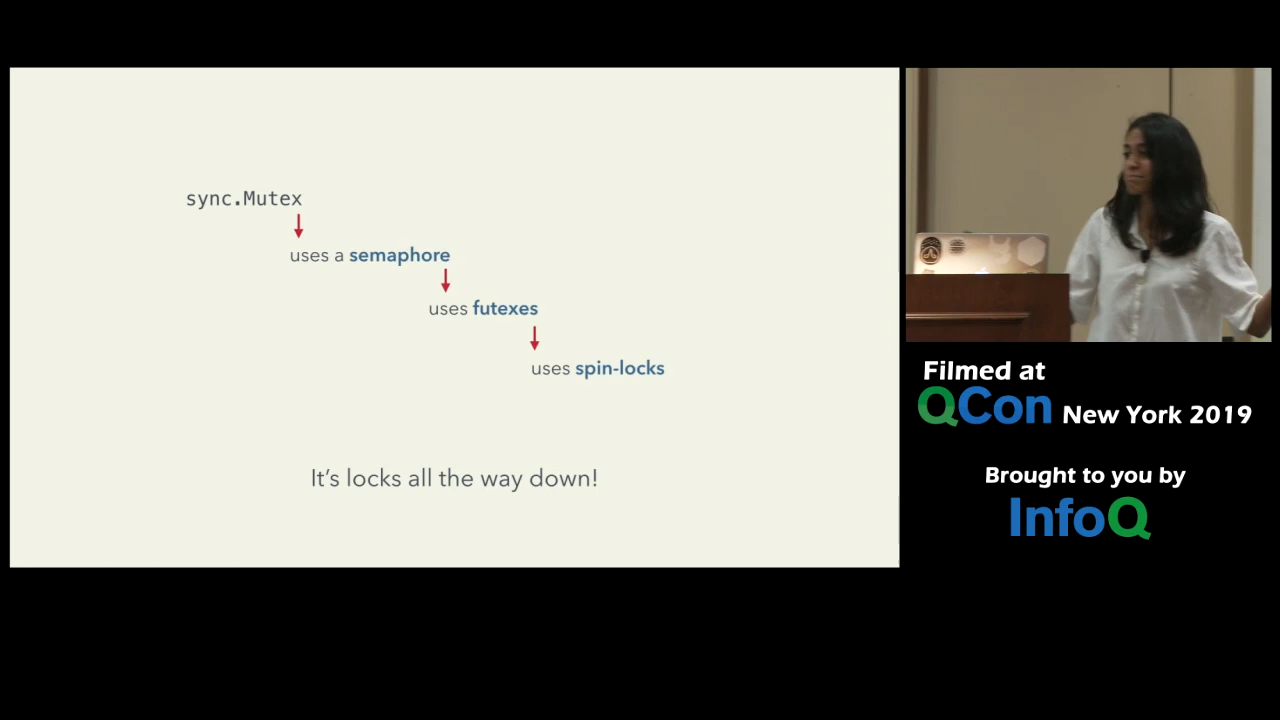 sync.Mutex
uses a semaphore
uses futexes
uses spin-locks
It's locks all the way down!
Filmed at
QCon New York 2019
Brought to you by
InfoQ